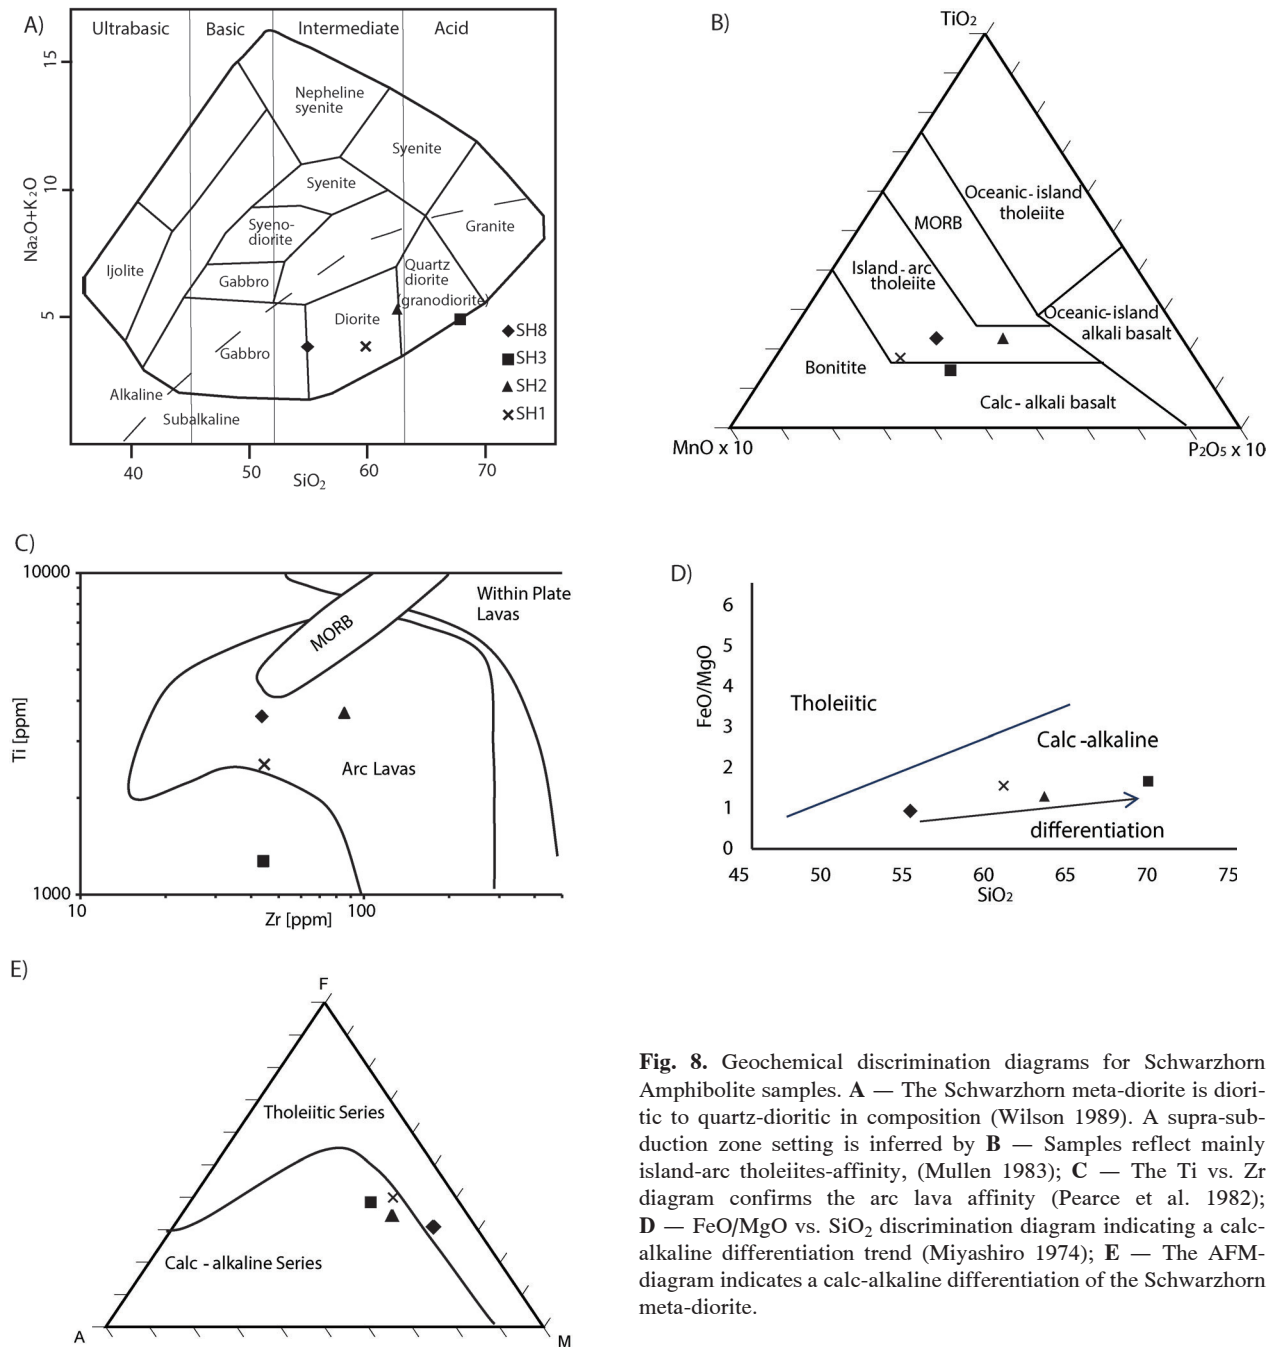 A)
Ultrabasic
Basic
Intermediate
Acid
15
10
5
Na2O+K2O
Nepheline
syenite
Syenite
Syenite
Syeno-
diorite
Granite
Ijolite
Gabbro
Quartz
diorite
(granodiorite)
Diorite
Gabbro
Alkaline
Subalkaline
SH8
SH3
SH2
SH1
40
50
60
70
SiO2
B)
TiO2
Oceanic-island
tholeiite
MORB
Island-arc
tholeiite
Oceanic-island
alkali basalt
Bonitite
Calc-alkali basalt
MnO x 10
P2O5 x 10
C)
10000
1000
Ti [ppm]
MORB
Within Plate
Lavas
Arc Lavas
10
100
Zr [ppm]
D)
6
5
4
3
2
1
0
FeO/MgO
Tholeiitic
Calc-alkaline
differentiation
45
50
55
60
65
70
75
SiO2
E)
F
Tholeiitic Series
Calc-alkaline Series
A
M
Fig. 8. Geochemical discrimination diagrams for Schwarzhorn
Amphibolite samples. A — The Schwarzhorn meta-diorite is diori-
tic to quartz-dioritic in composition (Wilson 1989). A supra-sub-
duction zone setting is inferred by B — Samples reflect mainly
island-arc tholeiites-affinity, (Mullen 1983); C — The Ti vs. Zr
diagram confirms the arc lava affinity (Pearce et al. 1982);
D — FeO/MgO vs. SiO2 discrimination diagram indicating a calc-
alkaline differentiation trend (Miyashiro 1974); E — The AFM-
diagram indicates a calc-alkaline differentiation of the Schwarzhorn
meta-diorite.